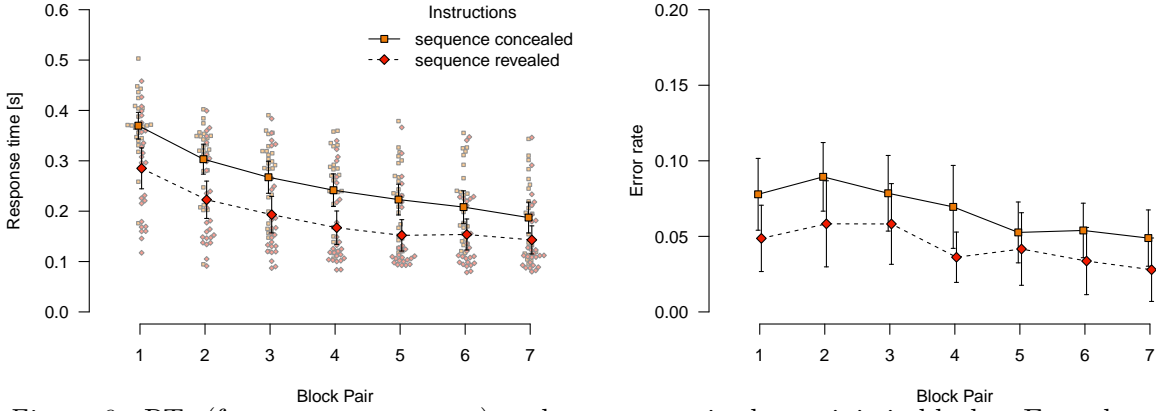 0.6
0.5
0.4
0.3
0.2
0.1
0.0
Response time [s]
Instructions
sequence concealed
sequence revealed
1 2 3 4 5 6 7
Block Pair
0.20
0.15
0.10
0.05
0.00
Error rate
1 2 3 4 5 6 7
Block Pair